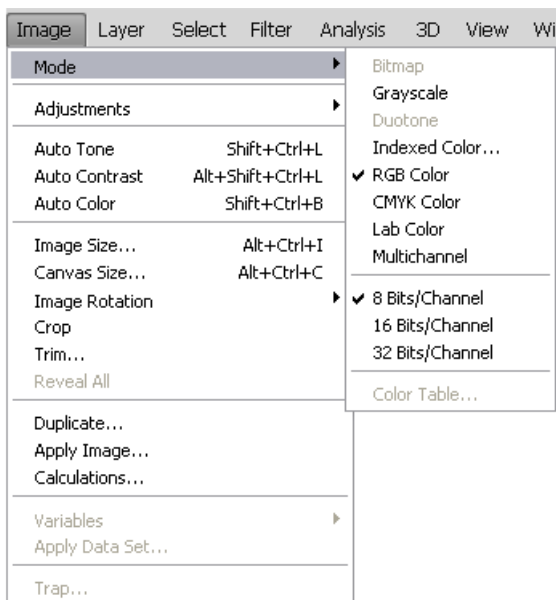 Image Layer Select Filter Analysis 3D View Wi
Mode
Adjustments
Auto Tone Shift+Ctrl+L
Auto Contrast Alt+Shift+Ctrl+L
Auto Color Shift+Ctrl+B
Image Size... Alt+Ctrl+I
Canvas Size... Alt+Ctrl+C
Image Rotation
Crop
Trim...
Reveal All
Duplicate...
Apply Image...
Calculations...
Variables
Apply Data Set...
Trap...
Bitmap
Grayscale
Duotone
Indexed Color...
RGB Color
CMYK Color
Lab Color
Multichannel
8 Bits/Channel
16 Bits/Channel
32 Bits/Channel
Color Table...